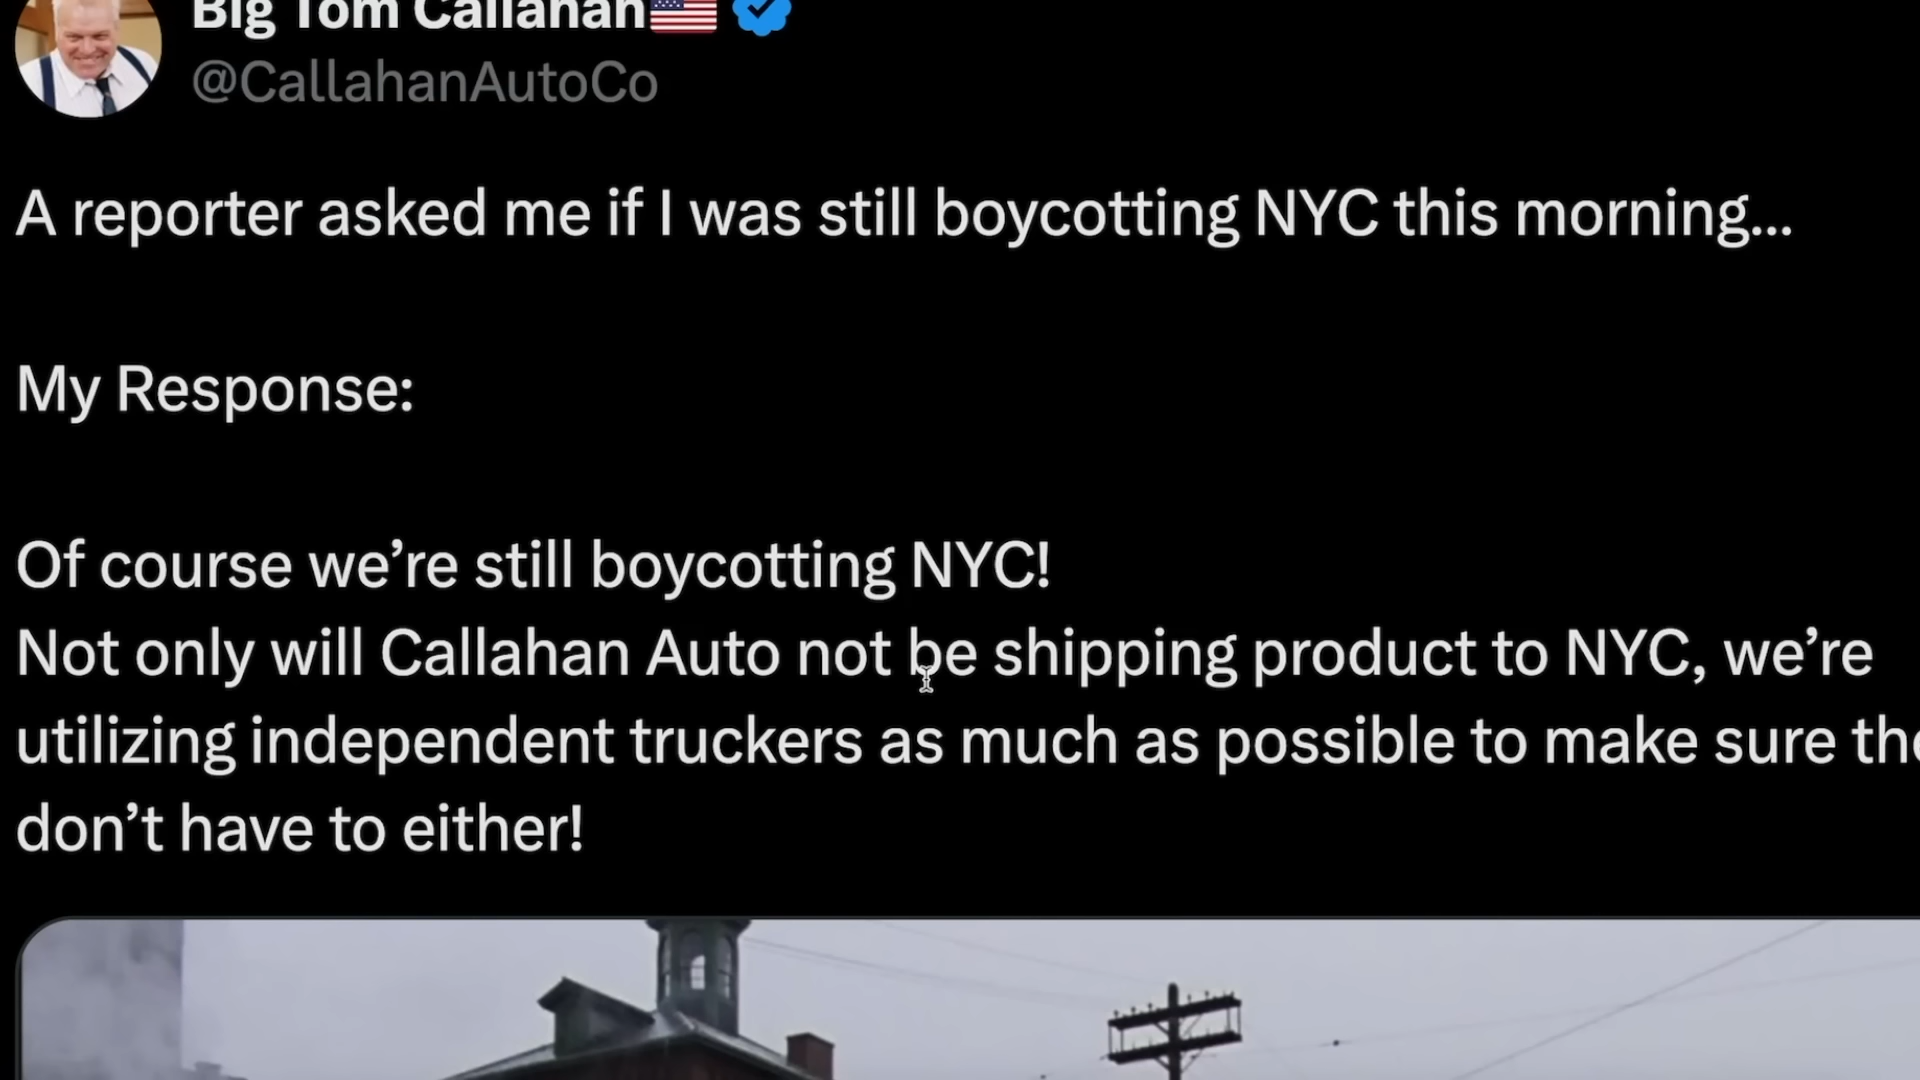 Big Tom Callahan
@CallahanAutoCo
A reporter asked me if I was still boycotting NYC this morning...
My Response:
Of course we’re still boycotting NYC!
Not only will Callahan Auto not be shipping product to NYC, we’re
utilizing independent truckers as much as possible to make sure
don’t have to either!